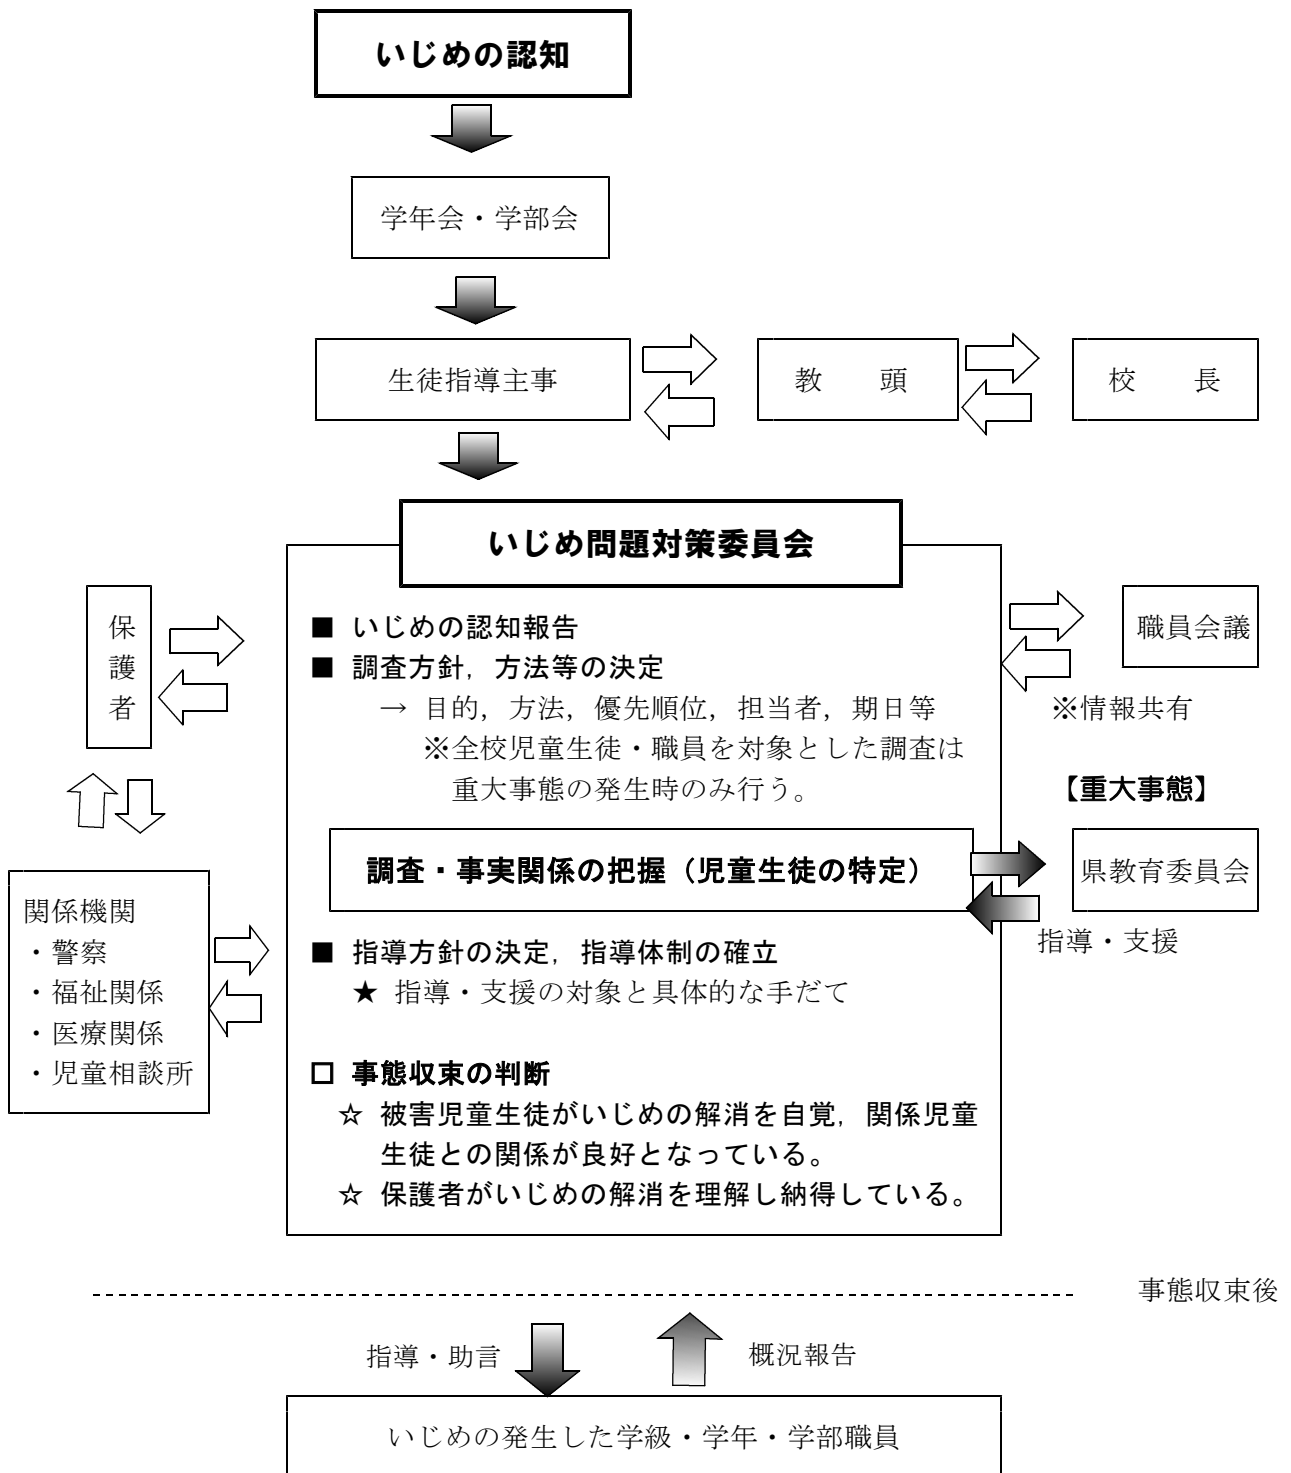 いじめの認知
学年会・学部会
生徒指導主事
教　　頭
校　　長
いじめ問題対策委員会
保護者
■ いじめの認知報告
■ 調査方針，方法等の決定
→ 目的，方法，優先順位，担当者，期日等
※全校児童生徒・職員を対象とした調査は
重大事態の発生時のみ行う。
職員会議
※情報共有
【重大事態】
調査・事実関係の把握（児童生徒の特定）
県教育委員会
指導・支援
関係機関
・警察
・福祉関係
・医療関係
・児童相談所
■ 指導方針の決定，指導体制の確立
★ 指導・支援の対象と具体的な手だて
□ 事態収束の判断
☆ 被害児童生徒がいじめの解消を自覚，関係児童
生徒との関係が良好となっている。
☆ 保護者がいじめの解消を理解し納得している。
事態収束後
指導・助言
概況報告
いじめの発生した学級・学年・学部職員